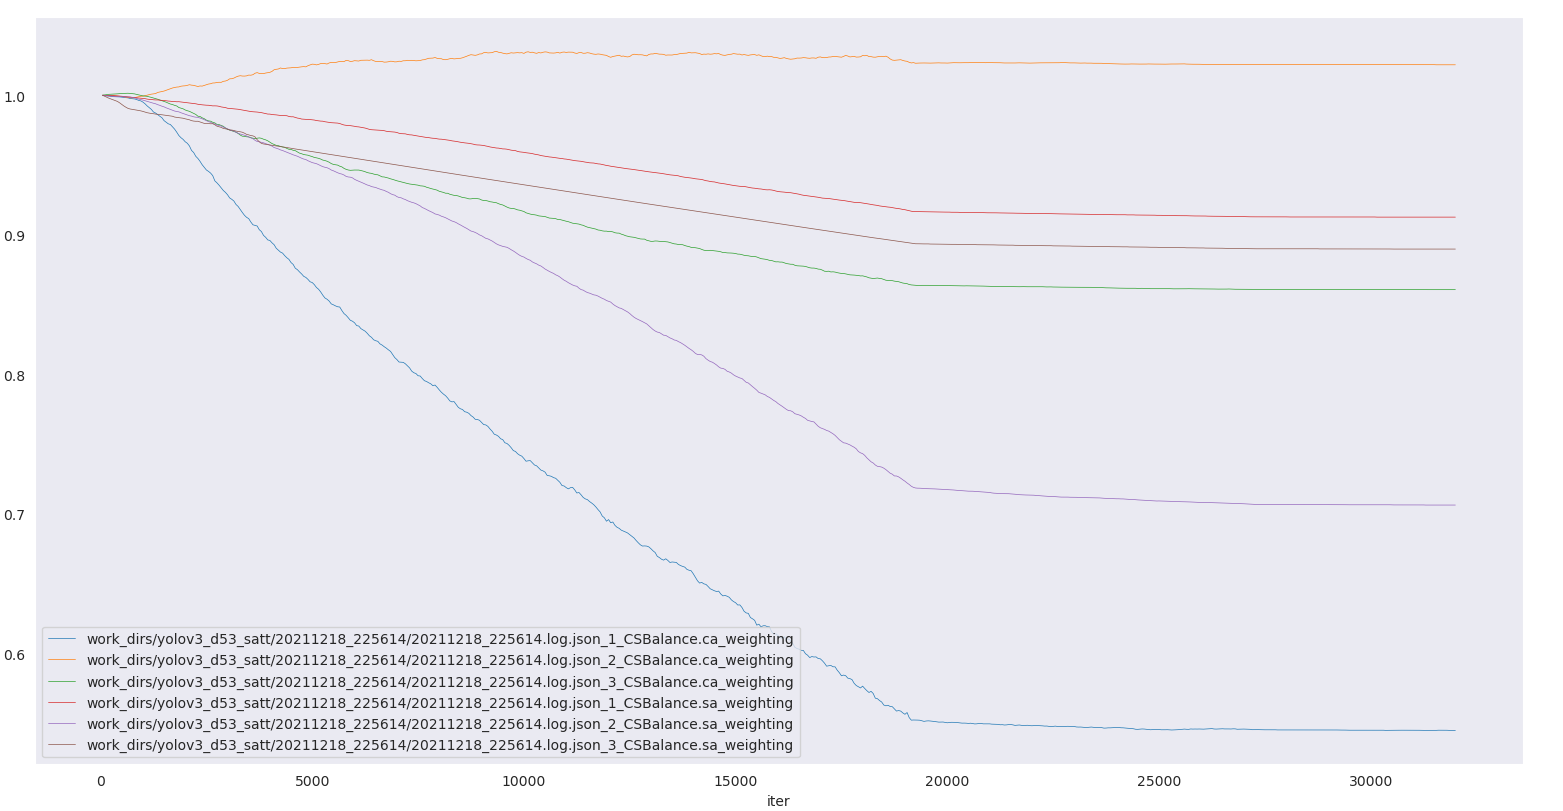 1.0
0.9
0.8
0.7
0.6
work_dirs/yolov3_d53_satt/20211218_225614/20211218_225614.log.json_1_CSBalance.ca_weighting
work_dirs/yolov3_d53_satt/20211218_225614/20211218_225614.log.json_2_CSBalance.ca_weighting
work_dirs/yolov3_d53_satt/20211218_225614/20211218_225614.log.json_3_CSBalance.ca_weighting
work_dirs/yolov3_d53_satt/20211218_225614/20211218_225614.log.json_1_CSBalance.sa_weighting
work_dirs/yolov3_d53_satt/20211218_225614/20211218_225614.log.json_2_CSBalance.sa_weighting
work_dirs/yolov3_d53_satt/20211218_225614/20211218_225614.log.json_3_CSBalance.sa_weighting
0 5000 10000 15000 20000 25000 30000
iter